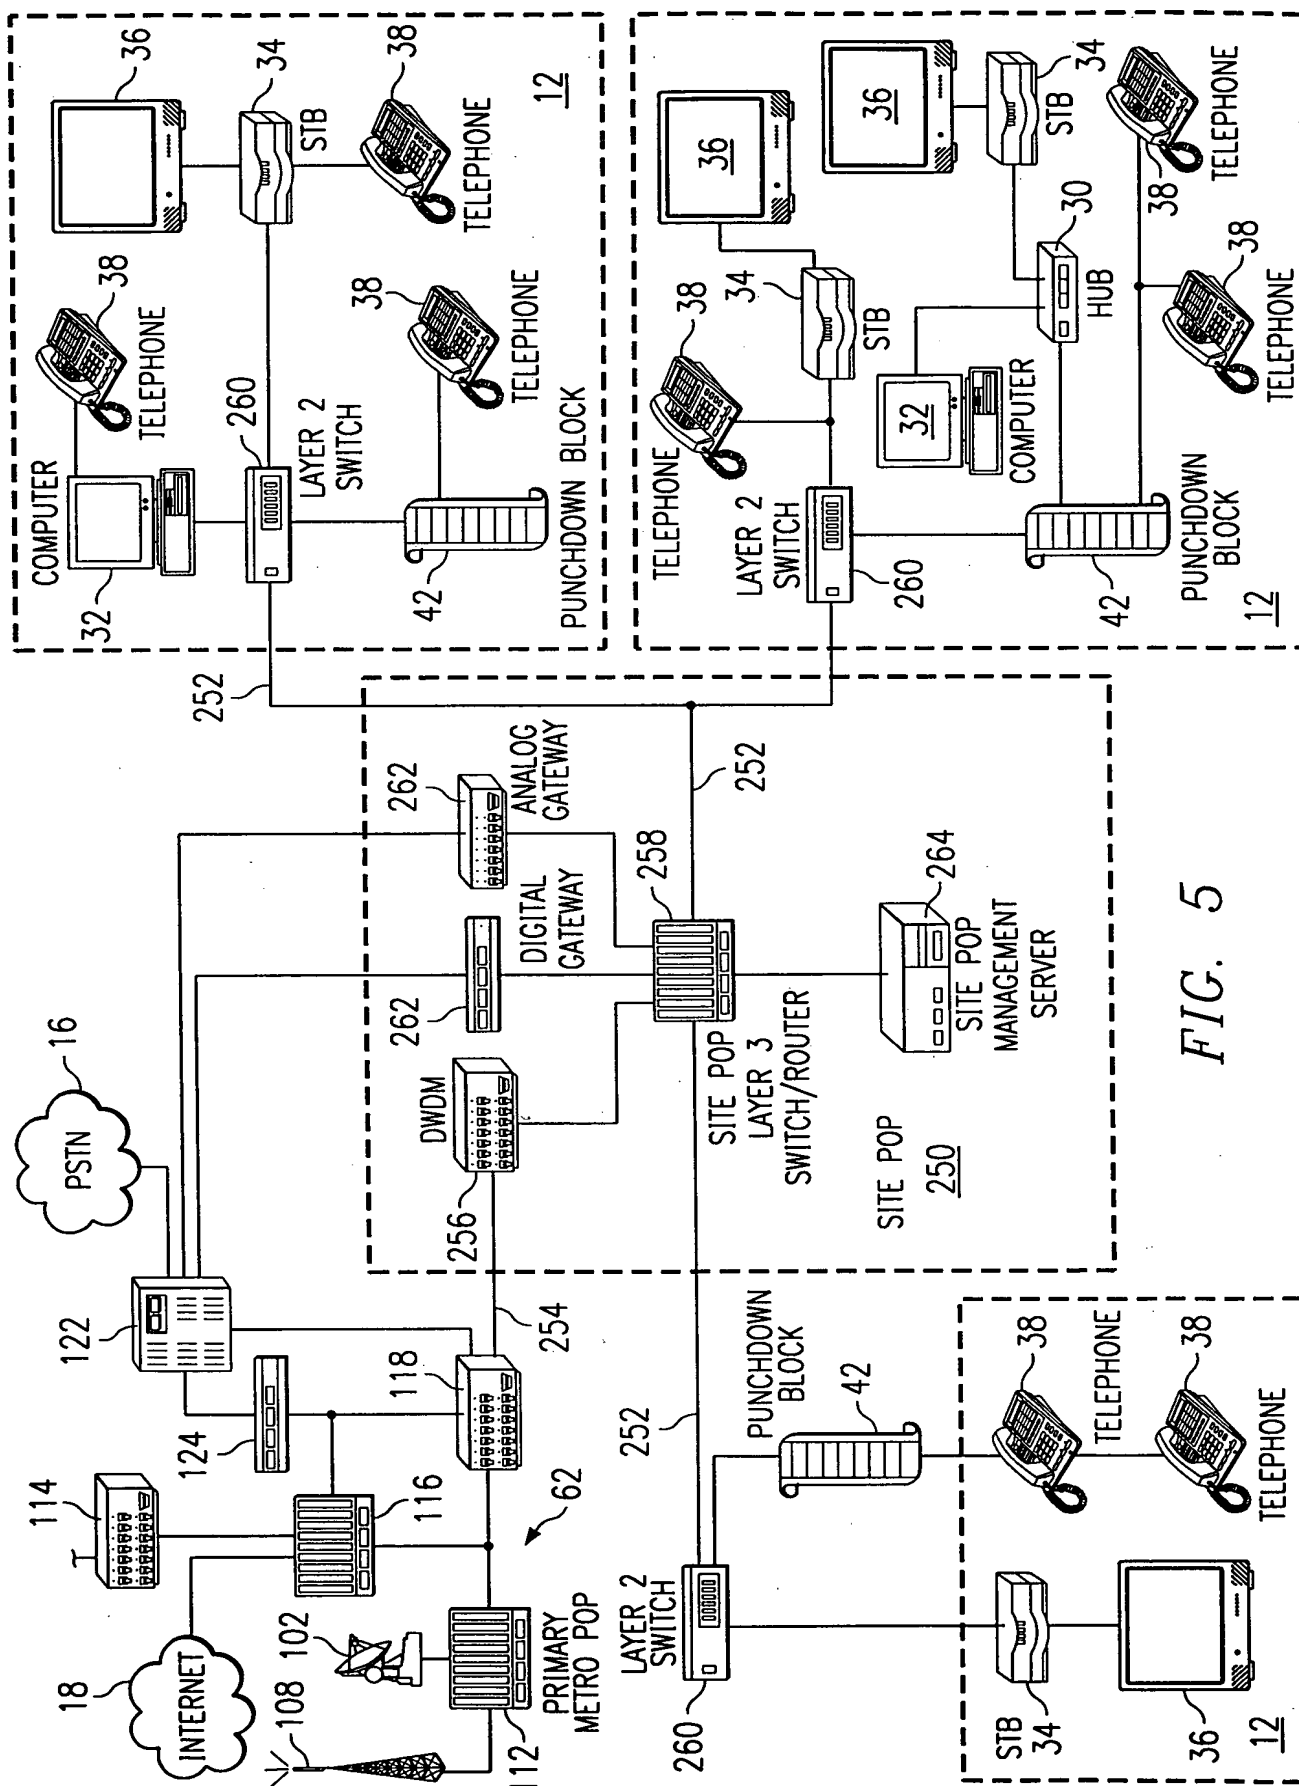 INTERNET
18
108
102
112
PRIMARY
METRO POP
62
114
116
124
118
122
PSTN
16
254
DWDM
256
DIGITAL
GATEWAY
262
ANALOG
GATEWAY
262
258
SITE POP
LAYER 3
SWITCH/ROUTER
264
SITE POP
MANAGEMENT
SERVER
SITE POP
250
252
252
252
COMPUTER
32
TELEPHONE
38
36
34
STB
38
TELEPHONE
12
260
LAYER 2
SWITCH
38
TELEPHONE
42
PUNCHDOWN BLOCK
TELEPHONE
38
36
34
STB
36
34
STB
LAYER 2
SWITCH
260
32
COMPUTER
30
HUB
38
TELEPHONE
38
TELEPHONE
42
PUNCHDOWN
BLOCK
12
LAYER 2
SWITCH
260
PUNCHDOWN
BLOCK
42
38
TELEPHONE
38
TELEPHONE
STB
34
36
12
FIG. 5